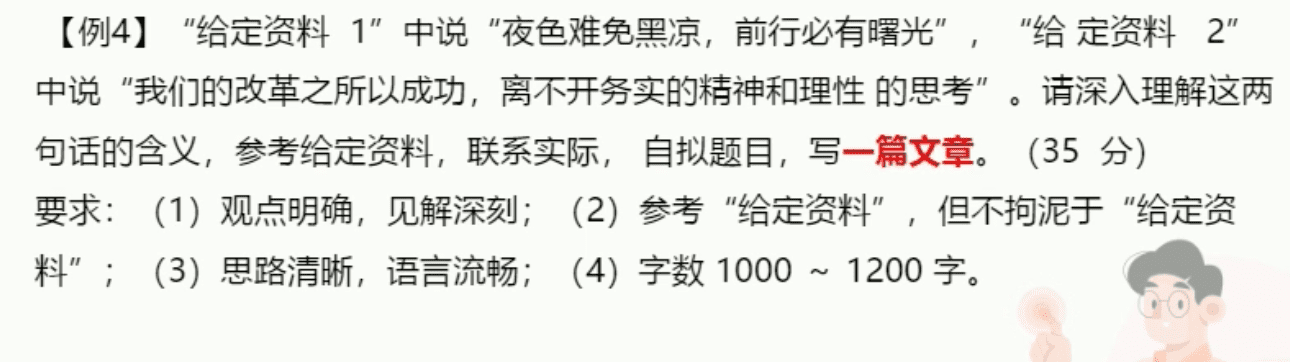 【例4】“给定资料 1”中说“夜色难免黑凉，前行必有曙光”，“给 定资料 2”
中说“我们的改革之所以成功，离不开务实的精神和理性 的思考”。请深入理解这两
句话的含义，参考给定资料，联系实际， 自拟题目，写一篇文章。（35 分）
要求：（1）观点明确，见解深刻；（2）参考“给定资料”，但不拘泥于“给定资
料”；（3）思路清晰，语言流畅；（4）字数 1000 ~ 1200 字。